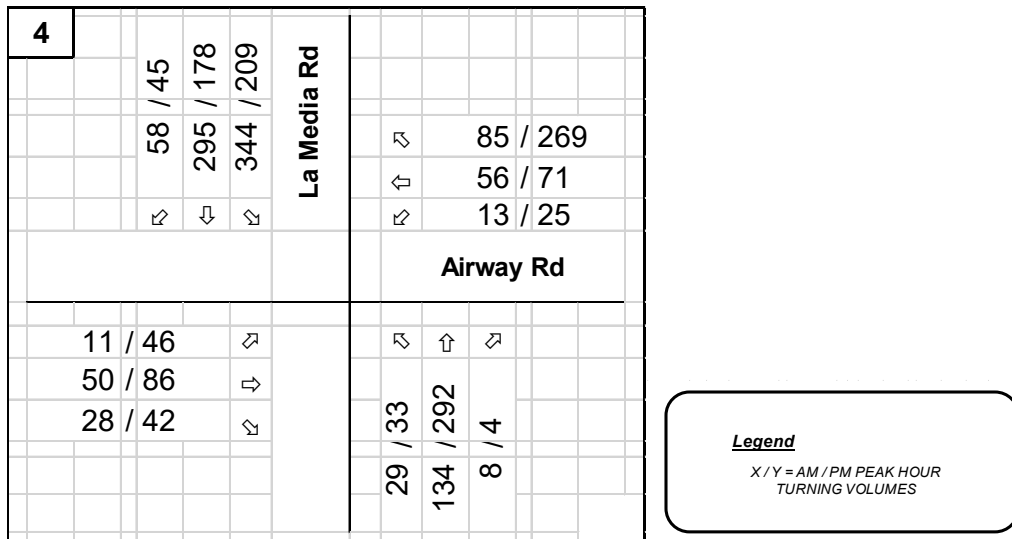 4
58 / 45
295 / 178
344 / 209
La Media Rd
85 / 269
56 / 71
13 / 25
Airway Rd
11 / 46
50 / 86
28 / 42
29 / 33
134 / 292
8 / 4
Legend
X / Y = AM / PM PEAK HOUR
TURNING VOLUMES